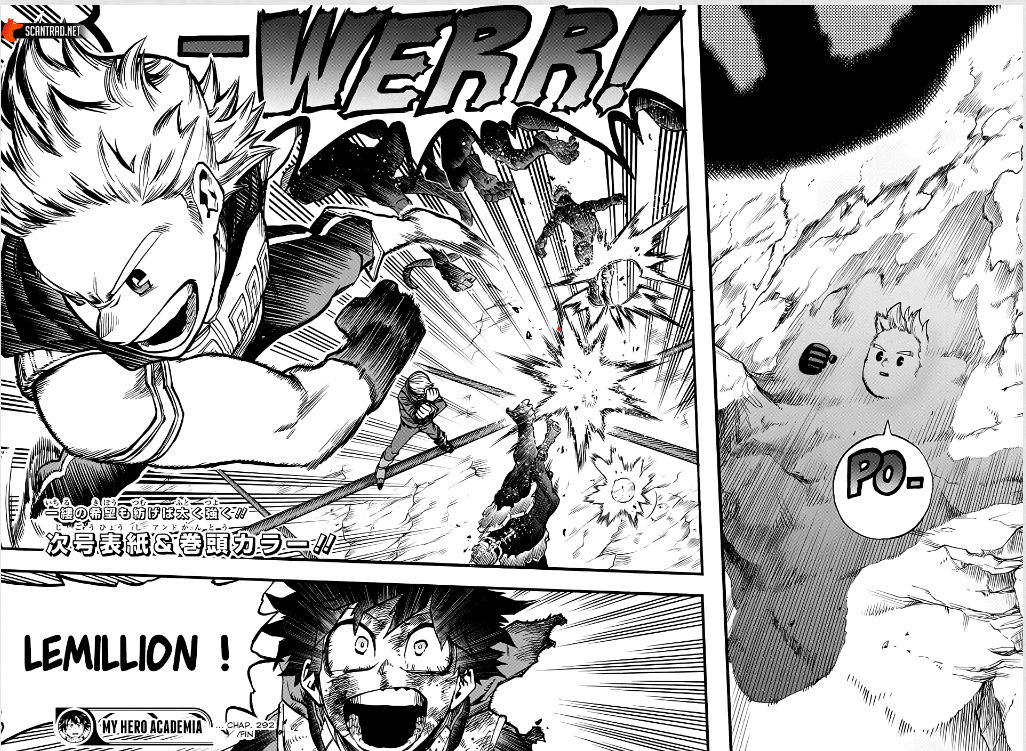 SCANTRAD.NET
PO-
-WERR!
一縷の希望も紡げば太く強く!!
次号表紙&巻頭カラー!!
LEMILLION !
MY HERO ACADEMIA
... CHAP. 292
/FIN